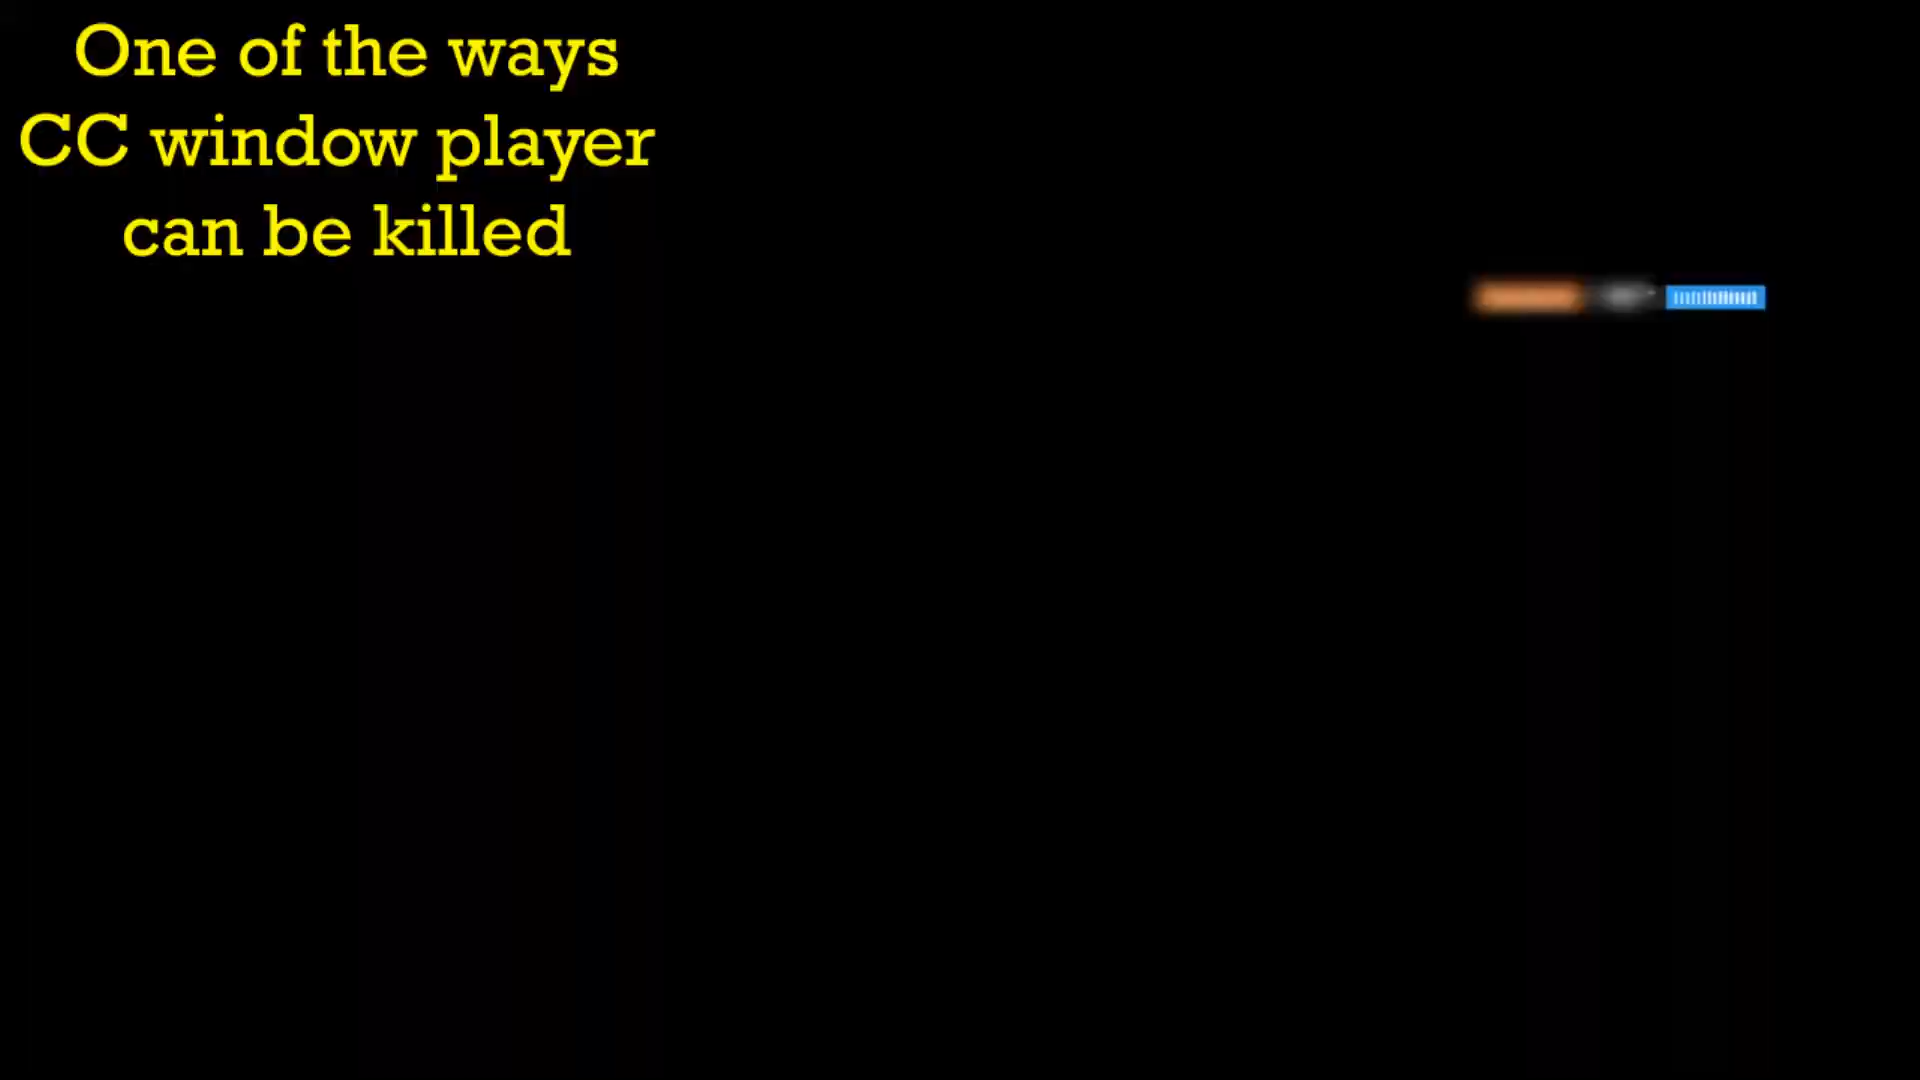 One of the ways
CC window player
can be killed